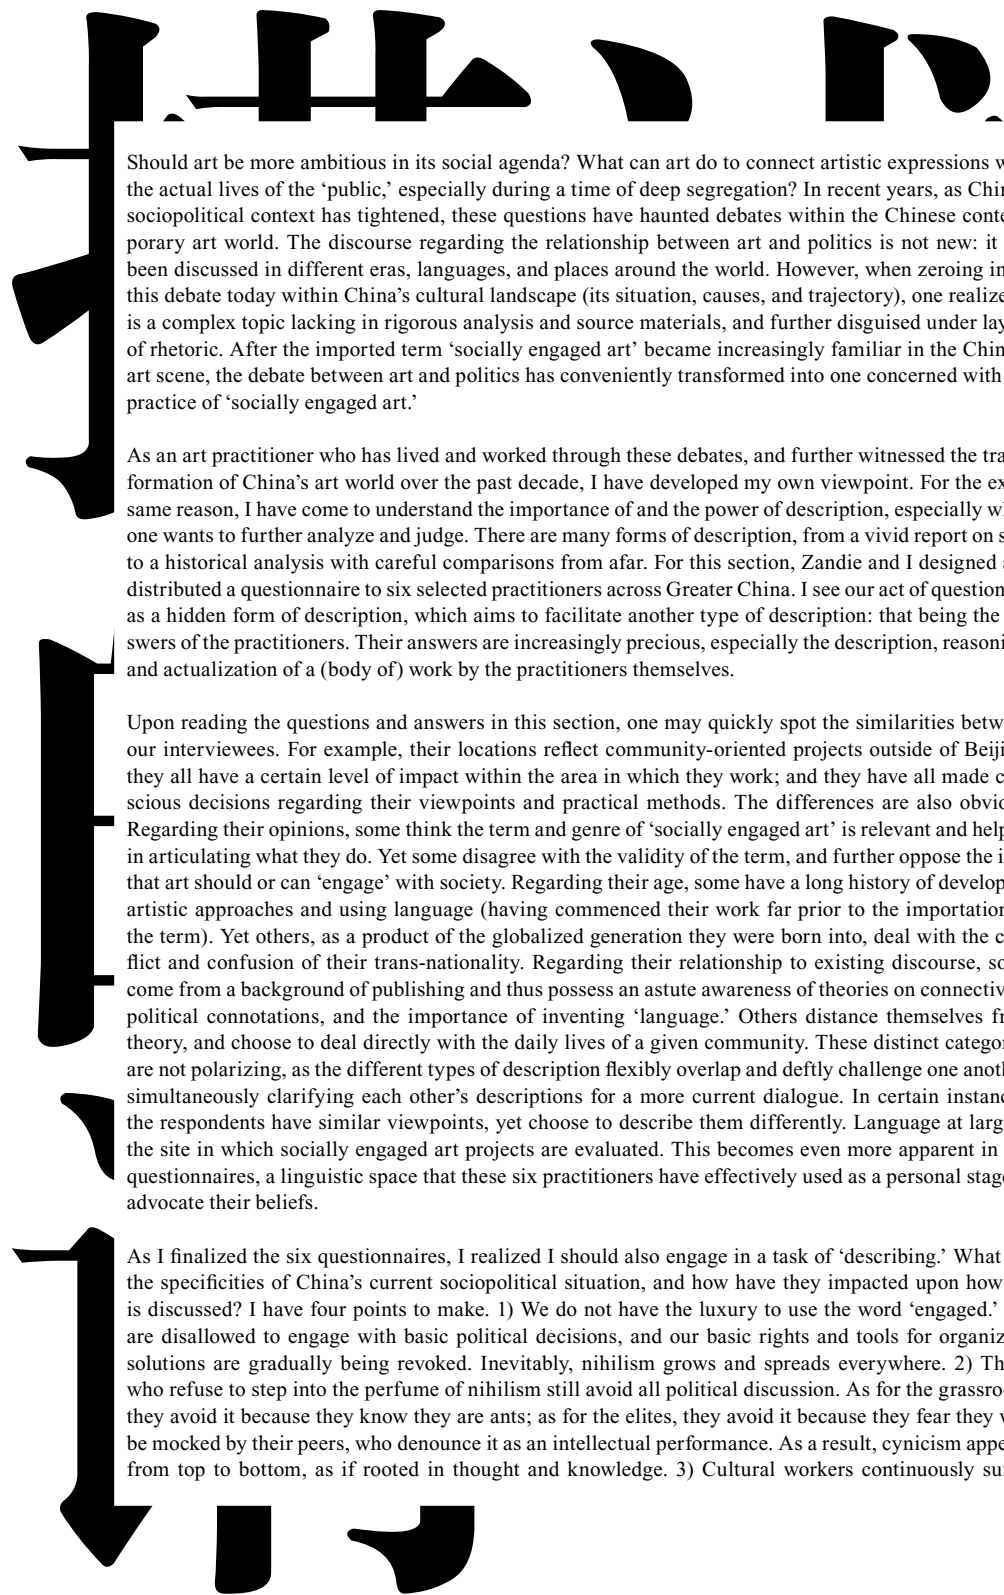 Should art be more ambitious in its social agenda? What can art do to connect artistic expressions w
the actual lives of the ‘public,’ especially during a time of deep segregation? In recent years, as Chin
sociopolitical context has tightened, these questions have haunted debates within the Chinese conte
porary art world. The discourse regarding the relationship between art and politics is not new: it
been discussed in different eras, languages, and places around the world. However, when zeroing in
this debate today within China’s cultural landscape (its situation, causes, and trajectory), one realize
is a complex topic lacking in rigorous analysis and source materials, and further disguised under lay
of rhetoric. After the imported term ‘socially engaged art’ became increasingly familiar in the Chin
art scene, the debate between art and politics has conveniently transformed into one concerned with
practice of ‘socially engaged art.’
As an art practitioner who has lived and worked through these debates, and further witnessed the tra
formation of China’s art world over the past decade, I have developed my own viewpoint. For the ex
same reason, I have come to understand the importance of and the power of description, especially wh
one wants to further analyze and judge. There are many forms of description, from a vivid report on s
to a historical analysis with careful comparisons from afar. For this section, Zandie and I designed a
distributed a questionnaire to six selected practitioners across Greater China. I see our act of question
as a hidden form of description, which aims to facilitate another type of description: that being the
swers of the practitioners. Their answers are increasingly precious, especially the description, reasoni
and actualization of a (body of) work by the practitioners themselves.
Upon reading the questions and answers in this section, one may quickly spot the similarities betw
our interviewees. For example, their locations reflect community-oriented projects outside of Beiji
they all have a certain level of impact within the area in which they work; and they have all made c
scious decisions regarding their viewpoints and practical methods. The differences are also obvio
Regarding their opinions, some think the term and genre of ‘socially engaged art’ is relevant and help
in articulating what they do. Yet some disagree with the validity of the term, and further oppose the i
that art should or can ‘engage’ with society. Regarding their age, some have a long history of develop
artistic approaches and using language (having commenced their work far prior to the importation
the term). Yet others, as a product of the globalized generation they were born into, deal with the c
flict and confusion of their trans-nationality. Regarding their relationship to existing discourse, so
come from a background of publishing and thus possess an astute awareness of theories on connectiv
political connotations, and the importance of inventing ‘language.’ Others distance themselves fr
theory, and choose to deal directly with the daily lives of a given community. These distinct categor
are not polarizing, as the different types of description flexibly overlap and deftly challenge one anoth
simultaneously clarifying each other’s descriptions for a more current dialogue. In certain instanc
the respondents have similar viewpoints, yet choose to describe them differently. Language at larg
the site in which socially engaged art projects are evaluated. This becomes even more apparent in
questionnaires, a linguistic space that these six practitioners have effectively used as a personal stage
advocate their beliefs.
As I finalized the six questionnaires, I realized I should also engage in a task of ‘describing.’ What
the specificities of China’s current sociopolitical situation, and how have they impacted upon how
is discussed? I have four points to make. 1) We do not have the luxury to use the word ‘engaged.’
are disallowed to engage with basic political decisions, and our basic rights and tools for organiz
solutions are gradually being revoked. Inevitably, nihilism grows and spreads everywhere. 2) Th
who refuse to step into the perfume of nihilism still avoid all political discussion. As for the grassroo
they avoid it because they know they are ants; as for the elites, they avoid it because they fear they w
be mocked by their peers, who denounce it as an intellectual performance. As a result, cynicism appe
from top to bottom, as if rooted in thought and knowledge. 3) Cultural workers continuously su